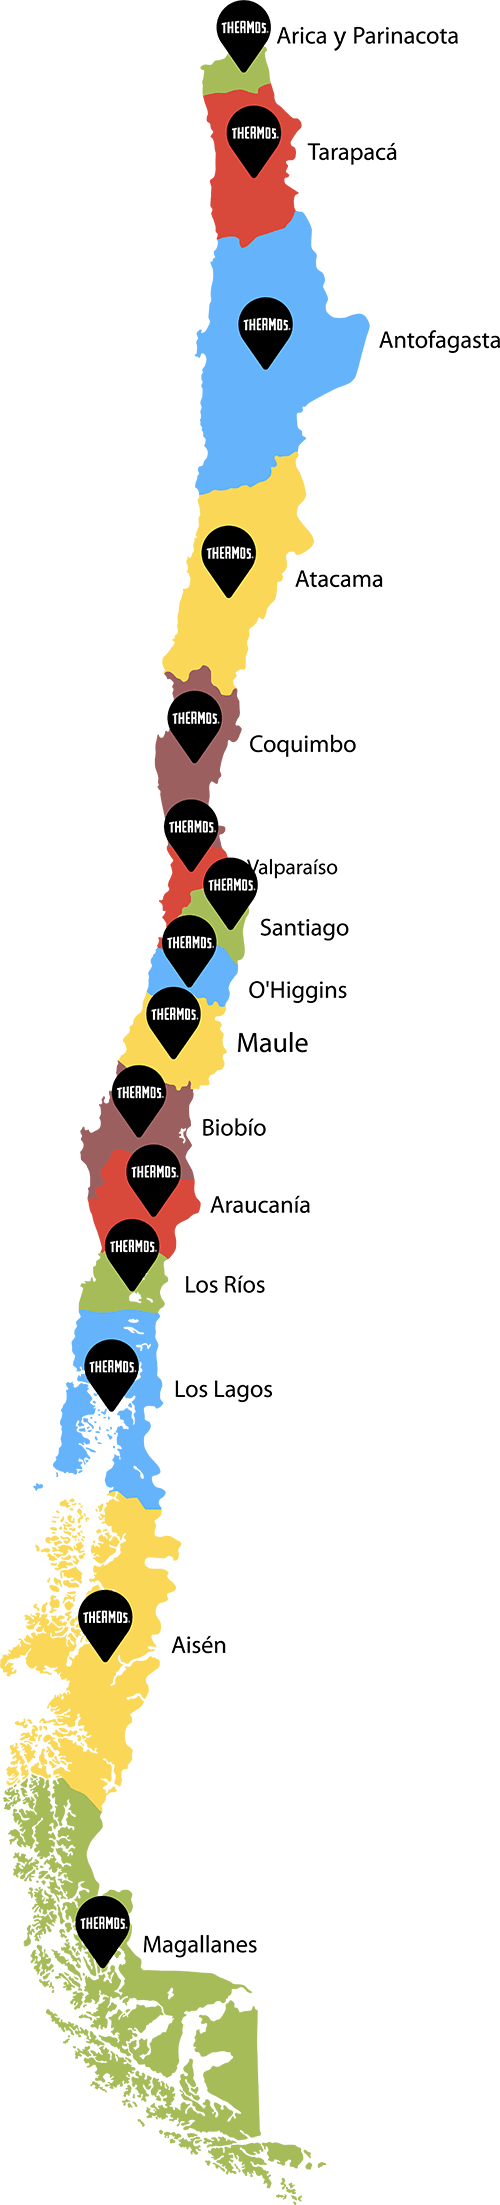 THERMOS.
Arica y Parinacota
THERMOS.
Tarapacá
THERMOS.
Antofagasta
THERMOS.
Atacama
THERMOS.
Coquimbo
THERMOS.
Valparaíso
THERMOS.
Santiago
THERMOS.
O'Higgins
THERMOS.
Maule
THERMOS.
Biobío
THERMOS.
Araucanía
THERMOS.
Los Ríos
THERMOS.
Los Lagos
THERMOS.
Aisén
THERMOS.
Magallanes